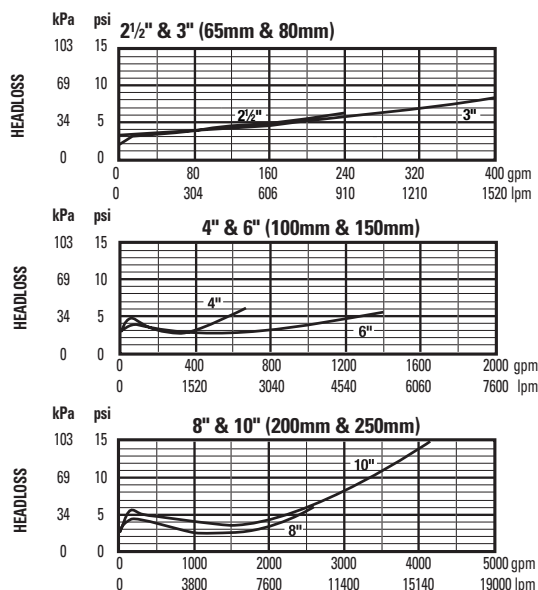 kPa psi 2½" & 3" (65mm & 80mm)
103 15
69 10
34 5
0 0
HEADLOSS
2½"
3"
0 80 160 240 320 400 gpm
0 304 606 910 1210 1520 lpm
kPa psi 4" & 6" (100mm & 150mm)
103 15
69 10
34 5
0 0
HEADLOSS
4"
6"
0 400 800 1200 1600 2000 gpm
0 1520 3040 4540 6060 7600 lpm
kPa psi 8" & 10" (200mm & 250mm)
103 15
69 10
34 5
0 0
HEADLOSS
10"
8"
0 1000 2000 3000 4000 5000 gpm
0 3800 7600 11400 15140 19000 lpm